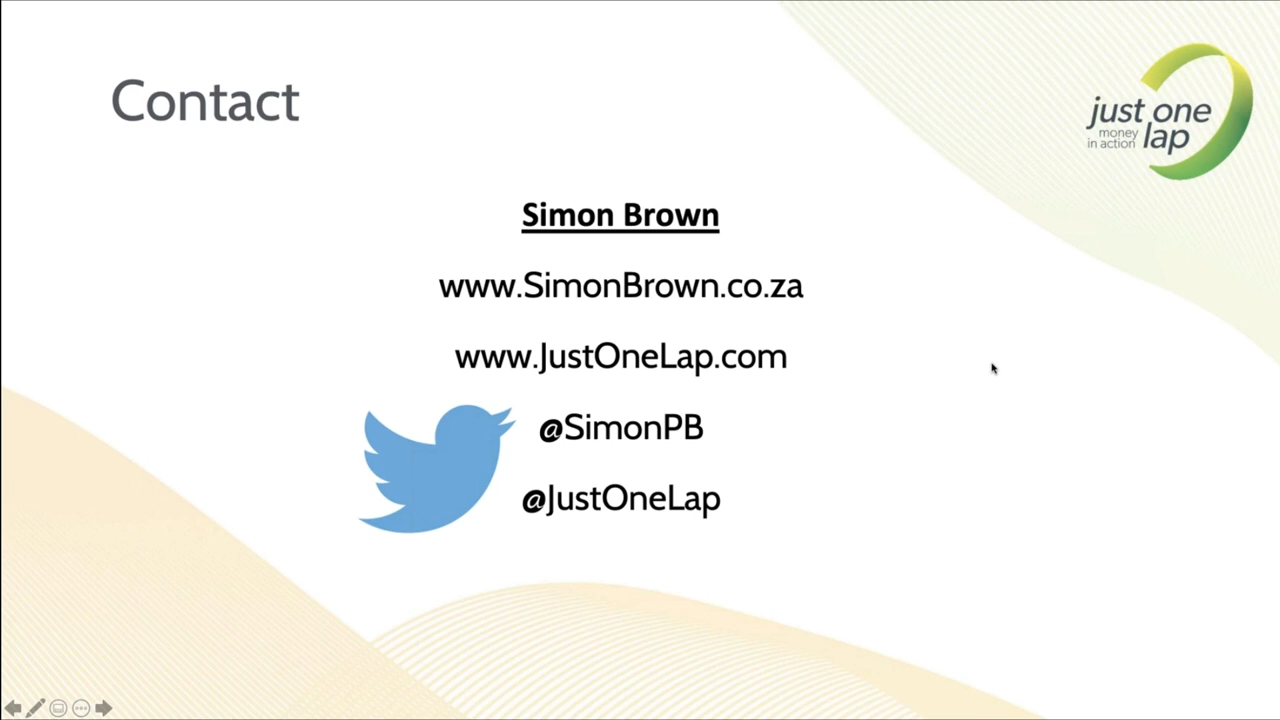 Contact
just one
money
in action
lap
Simon Brown
www.SimonBrown.co.za
www.JustOneLap.com
@SimonPB
@JustOneLap